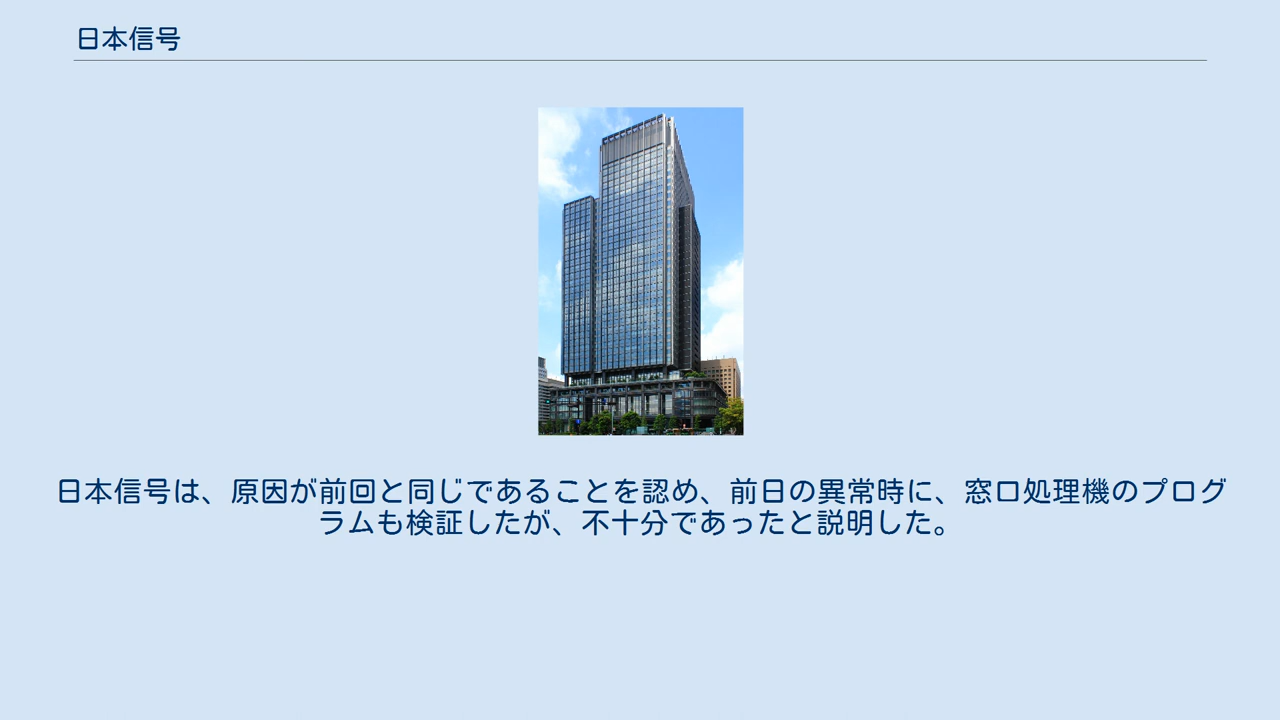 日本信号
日本信号は、原因が前回と同じであることを認め、前日の異常時に、窓口処理機のプログ
ラムも検証したが、不十分であったと説明した。